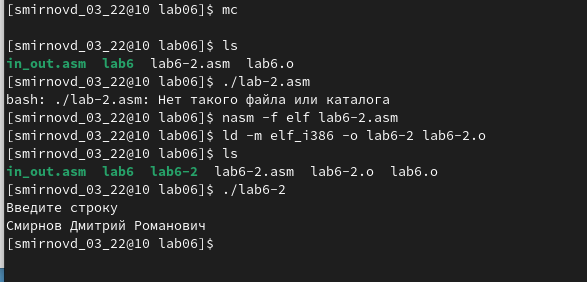 [smirnovd_03_22@10 lab06]$ mc
[smirnovd_03_22@10 lab06]$ ls
in_out.asm  lab6  lab6-2.asm  lab6.o
[smirnovd_03_22@10 lab06]$ ./lab-2.asm
bash: ./lab-2.asm: Нет такого файла или каталога
[smirnovd_03_22@10 lab06]$ nasm -f elf lab6-2.asm
[smirnovd_03_22@10 lab06]$ ld -m elf_i386 -o lab6-2 lab6-2.o
[smirnovd_03_22@10 lab06]$ ls
in_out.asm  lab6  lab6-2  lab6-2.asm  lab6-2.o  lab6.o
[smirnovd_03_22@10 lab06]$ ./lab6-2
Введите строку
Смирнов Дмитрий Романович
[smirnovd_03_22@10 lab06]$